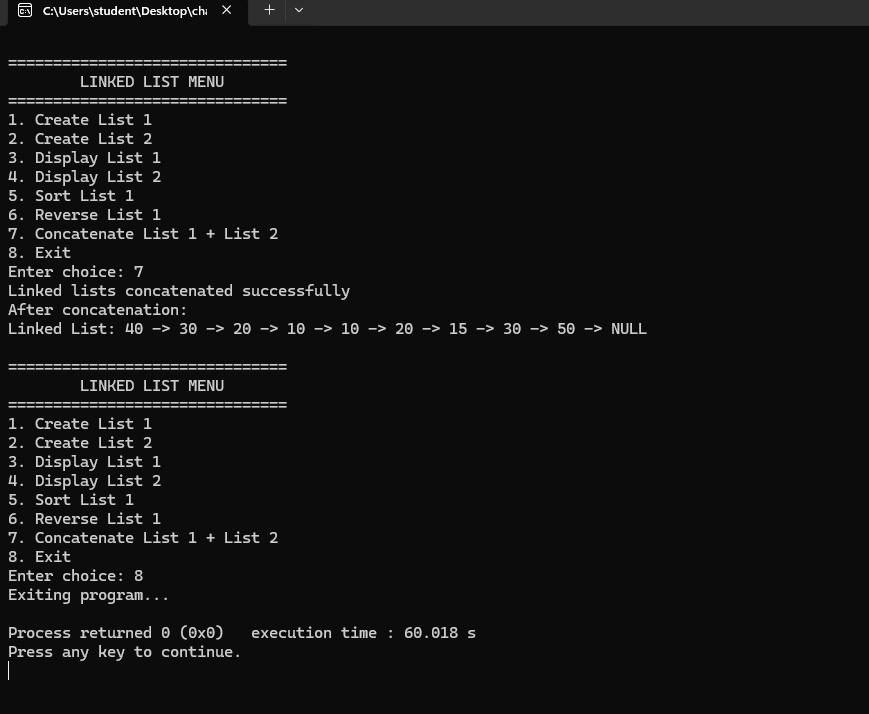 C:\Users\student\Desktop\cha
==============================
        LINKED LIST MENU
==============================
1. Create List 1
2. Create List 2
3. Display List 1
4. Display List 2
5. Sort List 1
6. Reverse List 1
7. Concatenate List 1 + List 2
8. Exit
Enter choice: 7
Linked lists concatenated successfully
After concatenation:
Linked List: 40 -> 30 -> 20 -> 10 -> 10 -> 20 -> 15 -> 30 -> 50 -> NULL
===============================
        LINKED LIST MENU
===============================
1. Create List 1
2. Create List 2
3. Display List 1
4. Display List 2
5. Sort List 1
6. Reverse List 1
7. Concatenate List 1 + List 2
8. Exit
Enter choice: 8
Exiting program...
Process returned 0 (0x0)   execution time : 60.018 s
Press any key to continue.